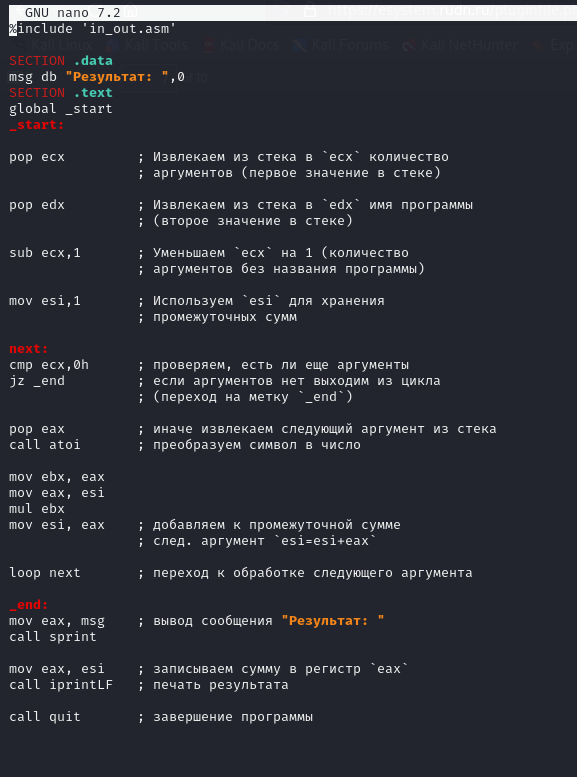 GNU nano 7.2
%include 'in_out.asm'
SECTION .data
msg db "Результат: ",0
SECTION .text
global _start
_start:
pop ecx ; Извлекаем из стека в `ecx` количество
; аргументов (первое значение в стеке)
pop edx ; Извлекаем из стека в `edx` имя программы
; (второе значение в стеке)
sub ecx,1 ; Уменьшаем `ecx` на 1 (количество
; аргументов без названия программы)
mov esi,1 ; Используем `esi` для хранения
; промежуточных сумм
next:
cmp ecx,0h ; проверяем, есть ли еще аргументы
jz _end ; если аргументов нет выходим из цикла
; (переход на метку `_end`)
pop eax ; иначе извлекаем следующий аргумент из стека
call atoi ; преобразуем символ в число
mov ebx, eax
mov eax, esi
mul ebx
mov esi, eax ; добавляем к промежуточной сумме
; след. аргумент `esi=esi+eax`
loop next ; переход к обработке следующего аргумента
_end:
mov eax, msg ; вывод сообщения "Результат: "
call sprint
mov eax, esi ; записываем сумму в регистр `eax`
call iprintLF ; печать результата
call quit ; завершение программы